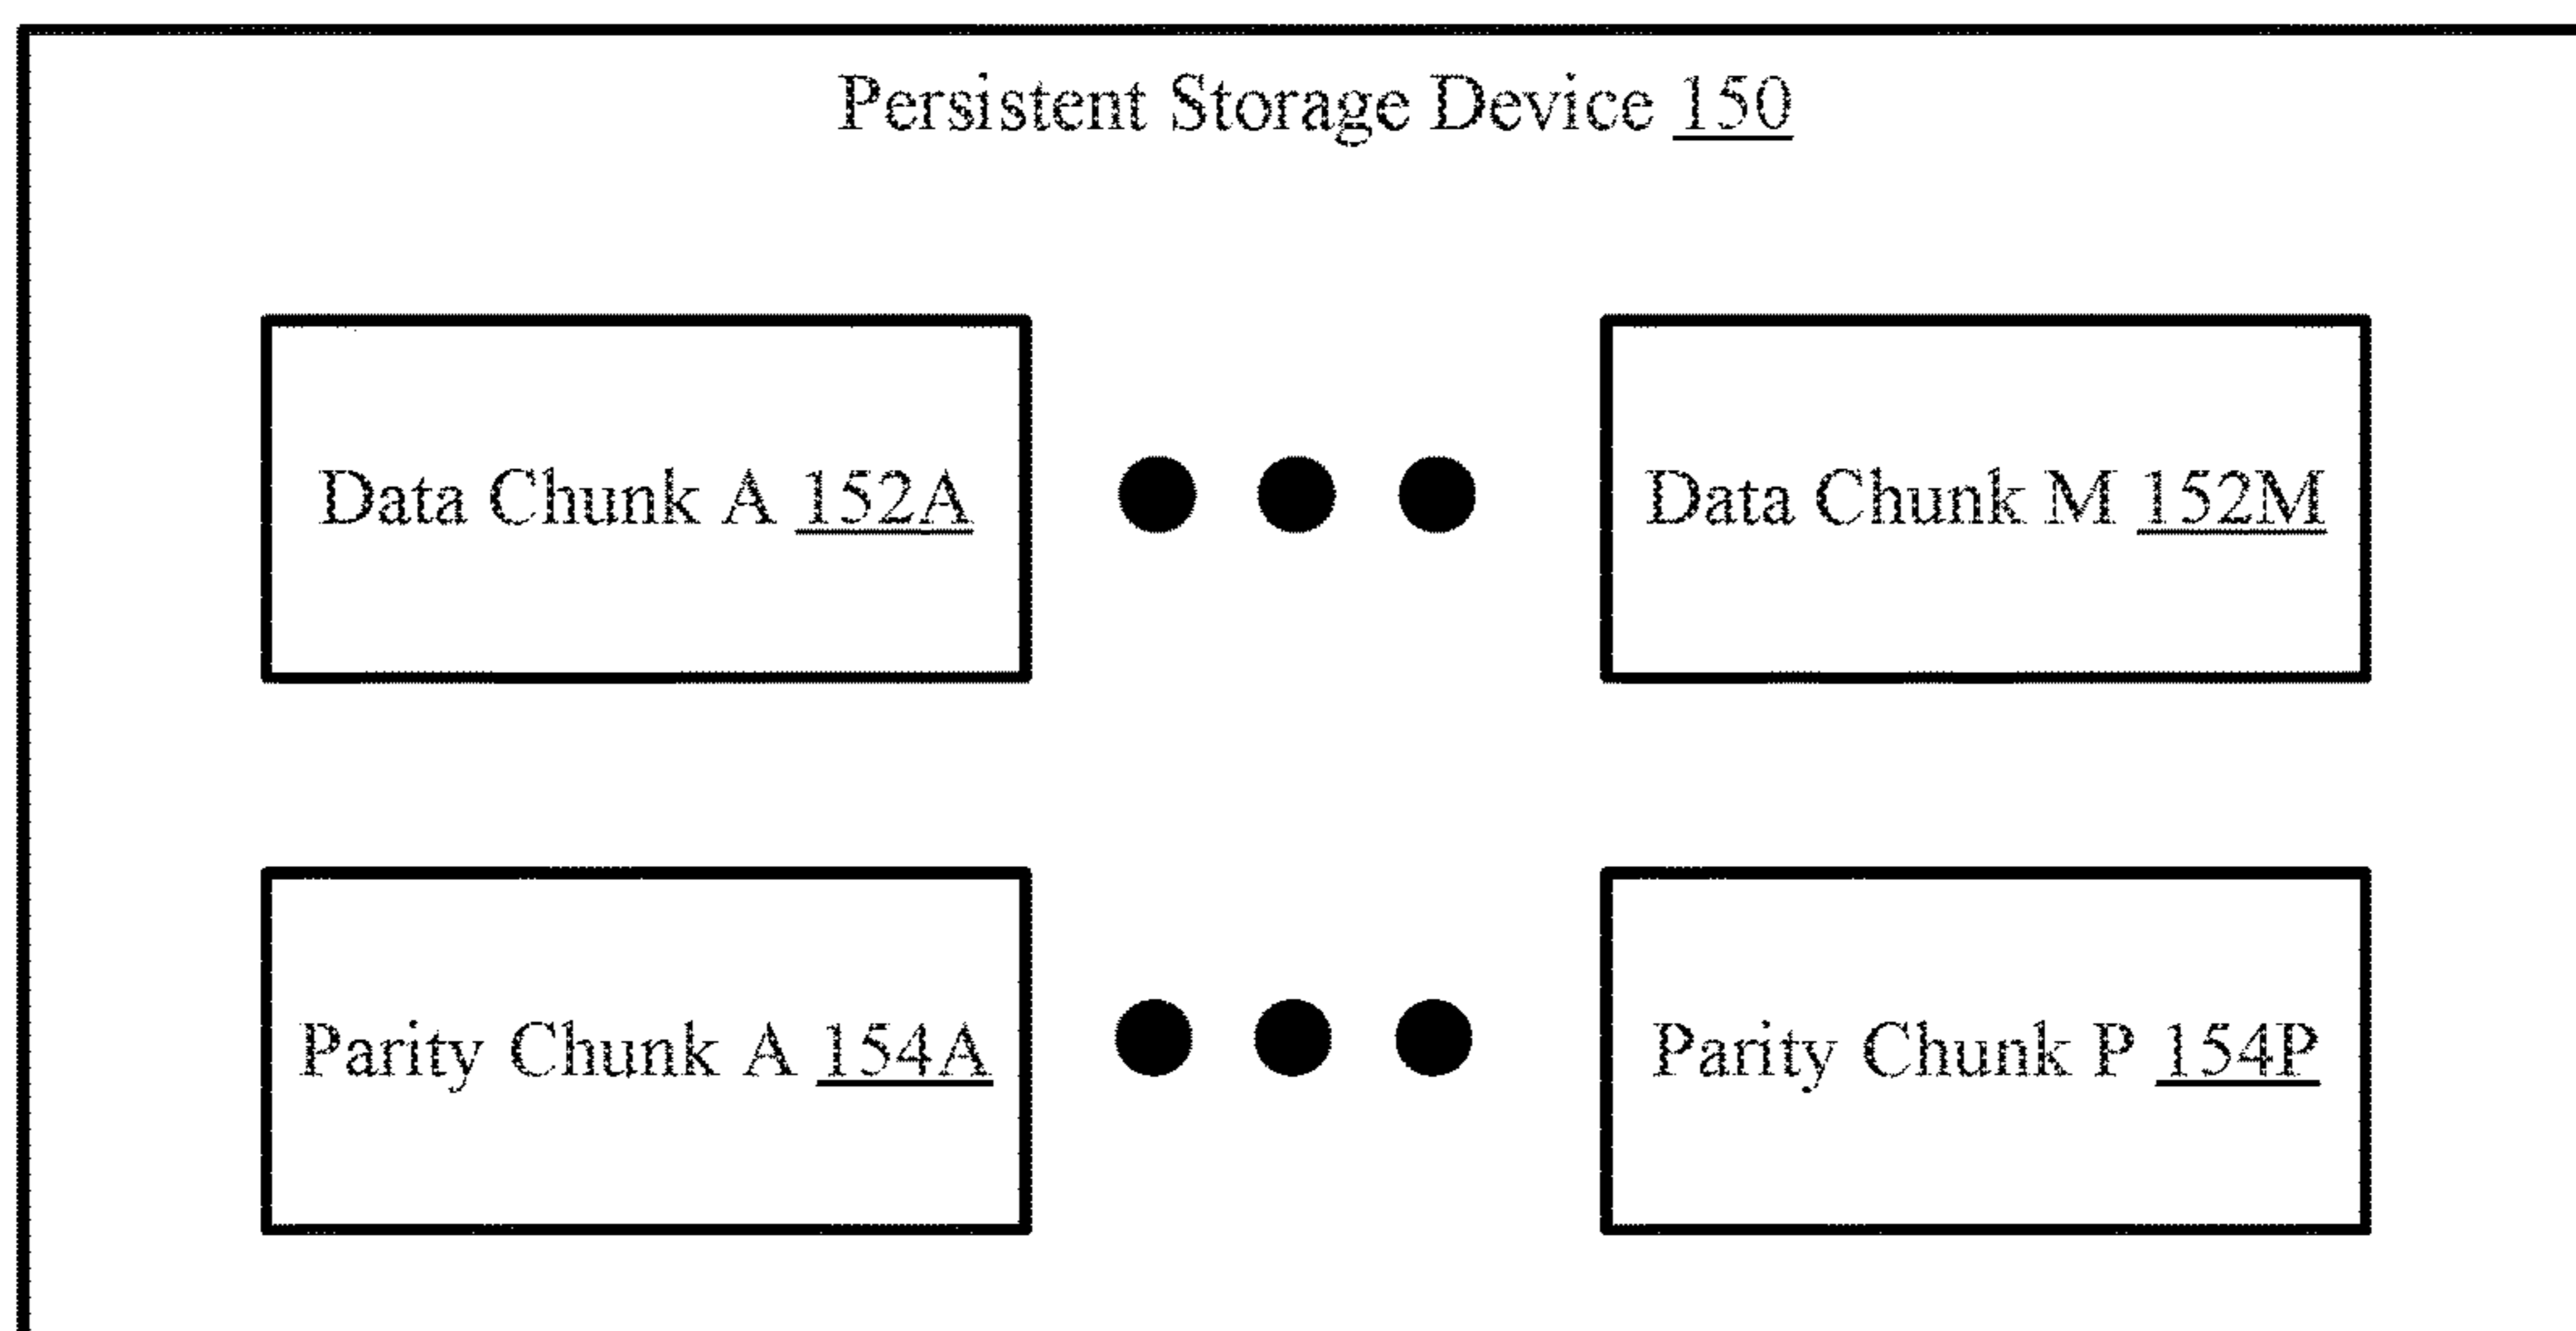 Persistent Storage Device 150
Data Chunk A 152A
Data Chunk M 152M
Parity Chunk A 154A
Parity Chunk P 154P